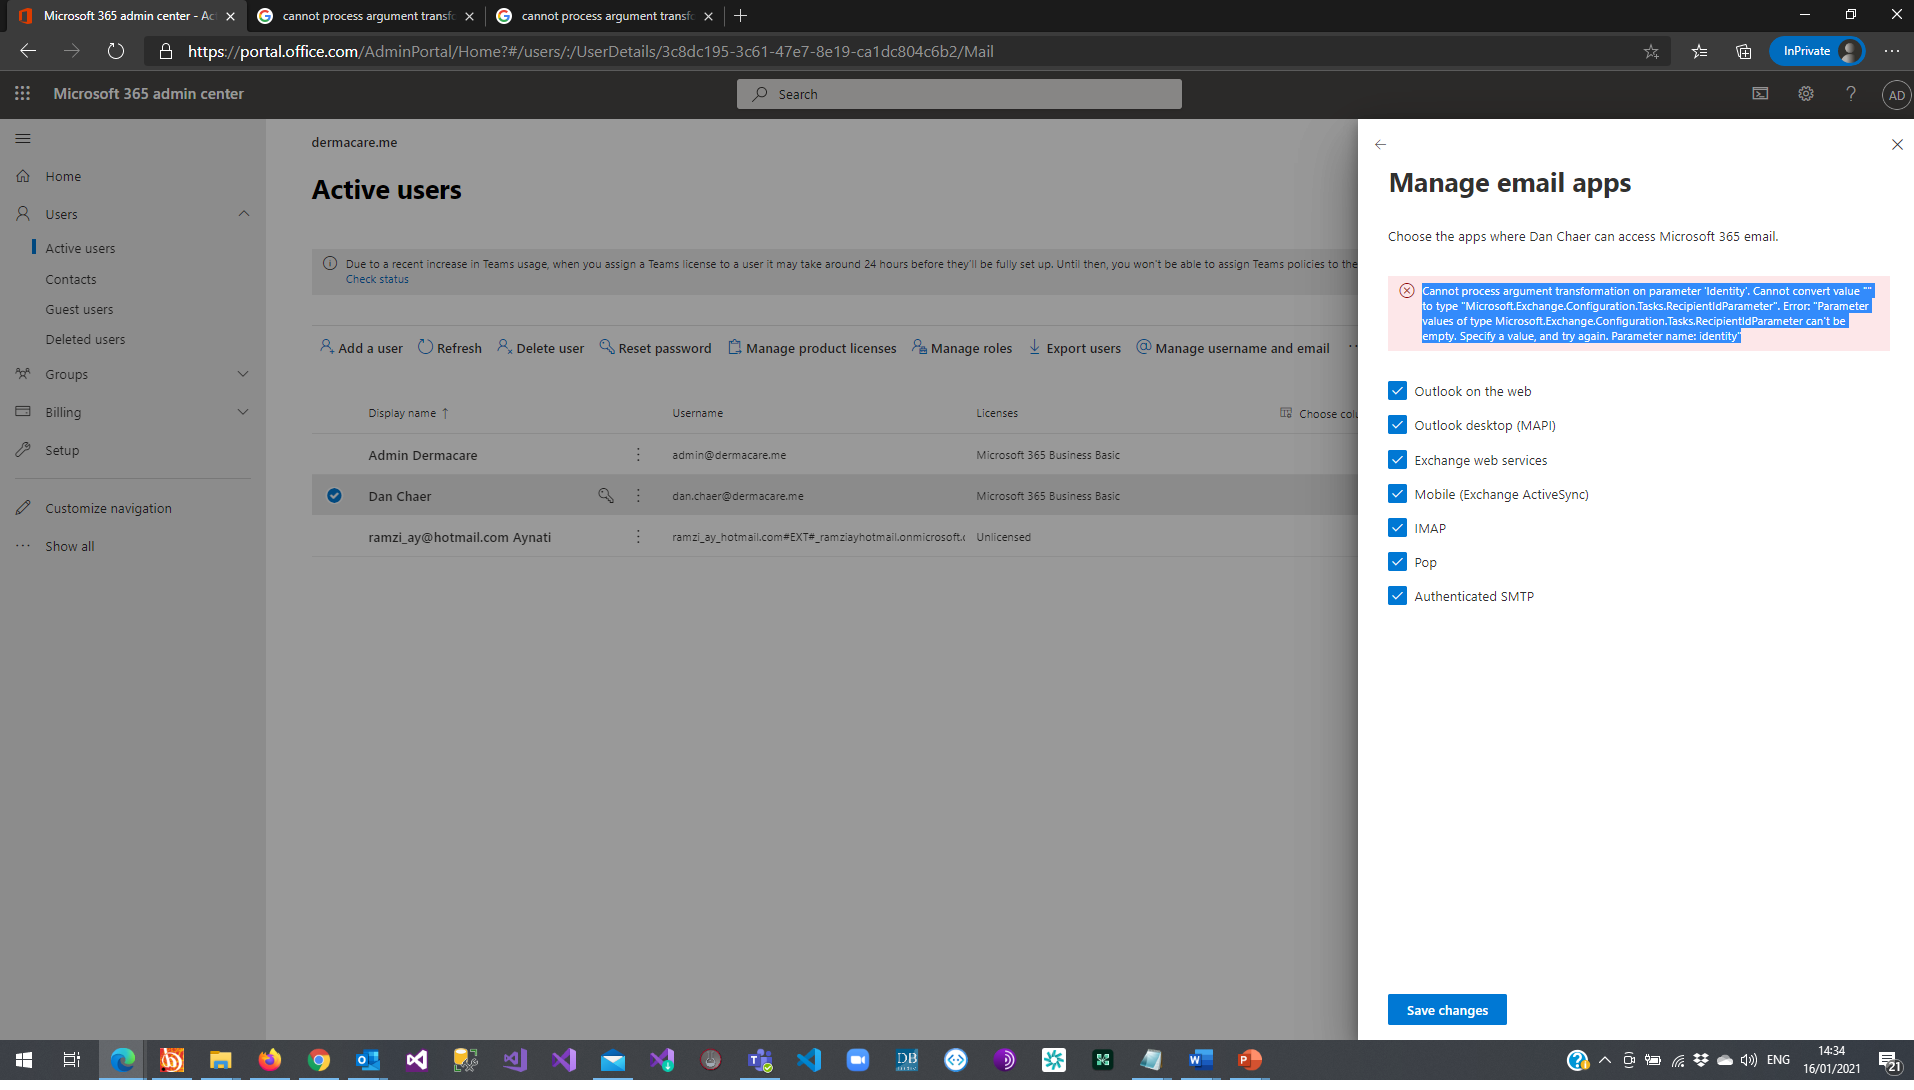 Microsoft 365 admin center - Ac
cannot process argument transfo
cannot process argument transfo
https://portal.office.com/AdminPortal/Home?#/users/:/UserDetails/3c8dc195-3c61-47e7-8e19-ca1dc804c6b2/Mail
InPrivate
Microsoft 365 admin center
Search
AD
Home
Users
Active users
Contacts
Guest users
Deleted users
Groups
Billing
Setup
Customize navigation
Show all
dermacare.me
Active users
Due to a recent increase in Teams usage, when you assign a Teams license to a user it may take around 24 hours before they'll be fully set up. Until then, you won't be able to assign Teams policies to the
Check status
Add a user Refresh Delete user Reset password Manage product licenses Manage roles Export users Manage username and email
Display name ↑ Username Licenses Choose colu
Admin Dermacare admin@dermacare.me Microsoft 365 Business Basic
Dan Chaer dan.chaer@dermacare.me Microsoft 365 Business Basic
ramzi_ay@hotmail.com Aynati ramzi_ay_hotmail.com#EXT#_ramziayhotmail.onmicrosoft.c Unlicensed
Manage email apps
Choose the apps where Dan Chaer can access Microsoft 365 email.
Cannot process argument transformation on parameter 'Identity'. Cannot convert value ""
to type "Microsoft.Exchange.Configuration.Tasks.RecipientIdParameter". Error: "Parameter
values of type Microsoft.Exchange.Configuration.Tasks.RecipientIdParameter can't be
empty. Specify a value, and try again. Parameter name: identity"
Outlook on the web
Outlook desktop (MAPI)
Exchange web services
Mobile (Exchange ActiveSync)
IMAP
Pop
Authenticated SMTP
Save changes
DB
ENG
14:34
16/01/2021
21